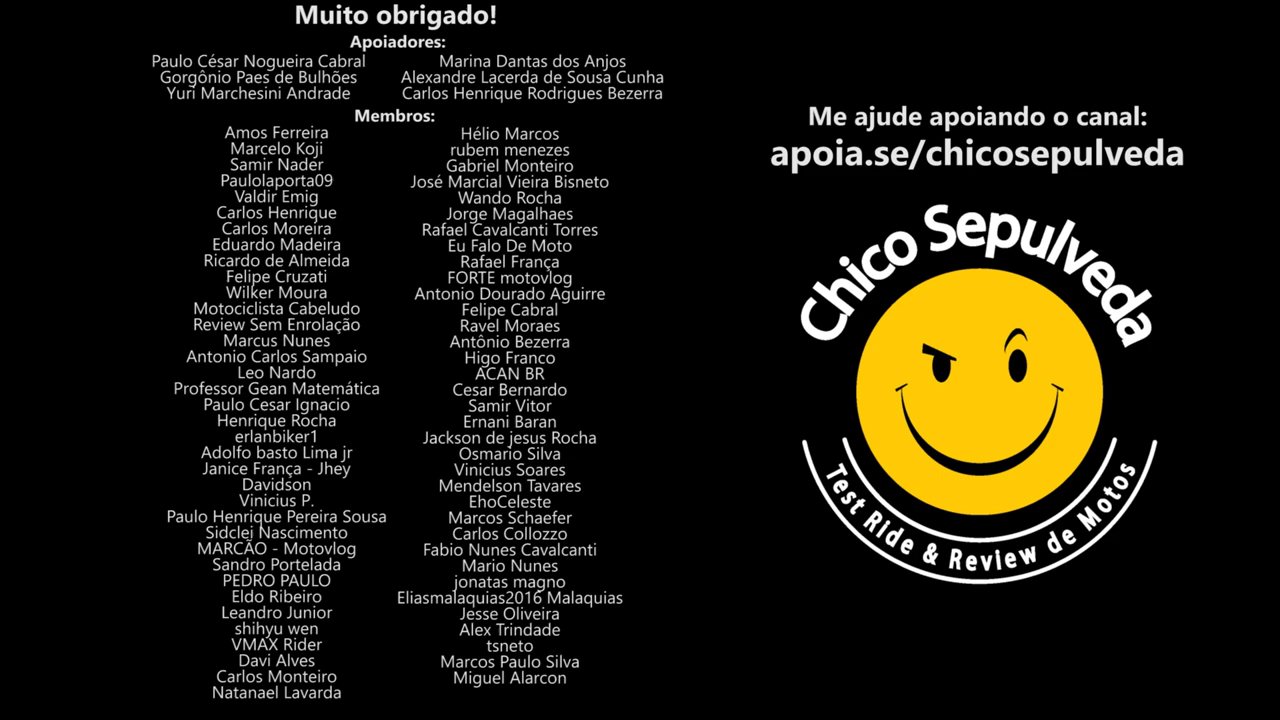 Muito obrigado!
Apoiadores:
Paulo César Nogueira Cabral
Gorgônio Paes de Bulhões
Yuri Marchesini Andrade
Marina Dantas dos Anjos
Alexandre Lacerda de Sousa Cunha
Carlos Henrique Rodrigues Bezerra
Membros:
Amos Ferreira
Marcelo Koji
Samir Nader
Paulolaporta09
Valdir Emig
Carlos Henrique
Carlos Moreira
Eduardo Madeira
Ricardo de Almeida
Felipe Cruzati
Wilker Moura
Motociclista Cabeludo
Review Sem Enrolação
Marcus Nunes
Antonio Carlos Sampaio
Leo Nardo
Professor Gean Matemática
Paulo Cesar Ignacio
Henrique Rocha
erlanbiker1
Adolfo basto Lima jr
Janice França - Jhey
Davidson
Vinicius P.
Paulo Henrique Pereira Sousa
Sidclei Nascimento
MARCÃO - Motovlog
Sandro Portelada
PEDRO PAULO
Eldo Ribeiro
Leandro Junior
shihyu wen
VMAX Rider
Davi Alves
Carlos Monteiro
Natanael Lavarda
Hélio Marcos
rubem menezes
Gabriel Monteiro
José Marcial Vieira Bisneto
Wando Rocha
Jorge Magalhaes
Rafael Cavalcanti Torres
Eu Falo De Moto
Rafael França
FORTE motovlog
Antonio Dourado Aguirre
Felipe Cabral
Ravel Moraes
Antônio Bezerra
Higo Franco
ACAN BR
Cesar Bernardo
Samir Vitor
Ernani Baran
Jackson de jesus Rocha
Osmario Silva
Vinicius Soares
Mendelson Tavares
EhoCeleste
Marcos Schaefer
Carlos Collozzo
Fabio Nunes Cavalcanti
Mario Nunes
jonatas magno
Eliasmalaquias2016 Malaquias
Jesse Oliveira
Alex Trindade
tsneto
Marcos Paulo Silva
Miguel Alarcon
Me ajude apoiando o canal:
apoia.se/chicosepulveda
Chico Sepulveda
Test Ride & Review de Motos